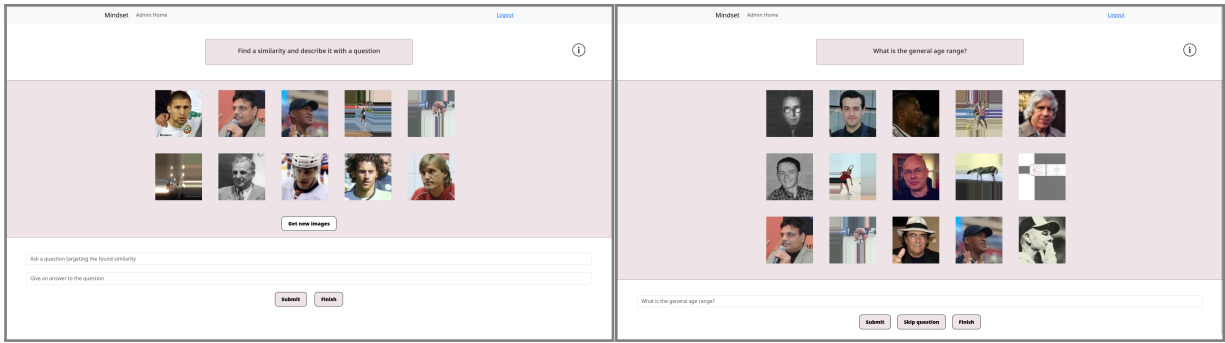 Mindset Admin Home Logout
Find a similarity and describe it with a question
i
Get new images
Ask a question targeting the found similarity
Give an answer to the question
Submit Finish
Mindset Admin Home Logout
What is the general age range?
i
What is the general age range?
Submit Skip question Finish